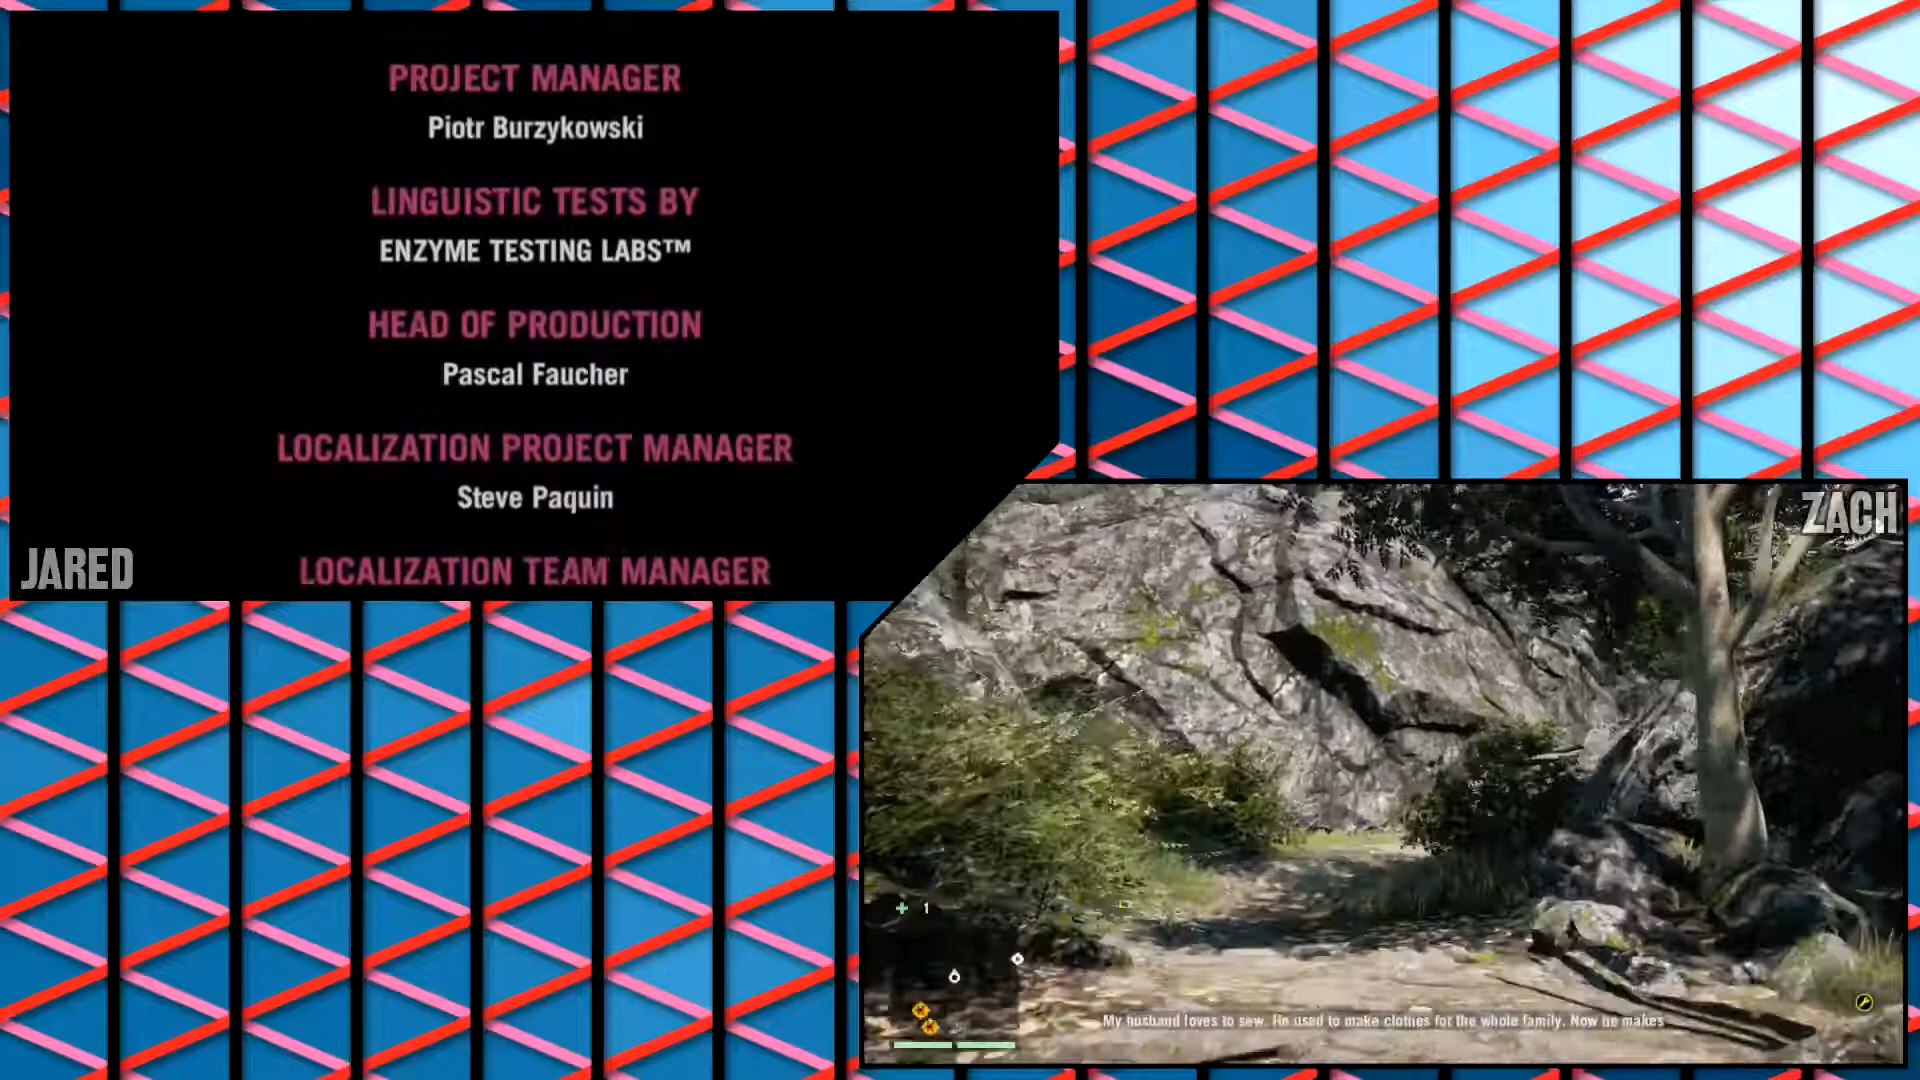 PROJECT MANAGER
Piotr Burzykowski
LINGUISTIC TESTS BY
ENZYME TESTING LABS™
HEAD OF PRODUCTION
Pascal Faucher
LOCALIZATION PROJECT MANAGER
Steve Paquin
LOCALIZATION TEAM MANAGER
JARED
ZACH
1
My husband loves to sew. He used to make clothes for the whole family. Now he makes